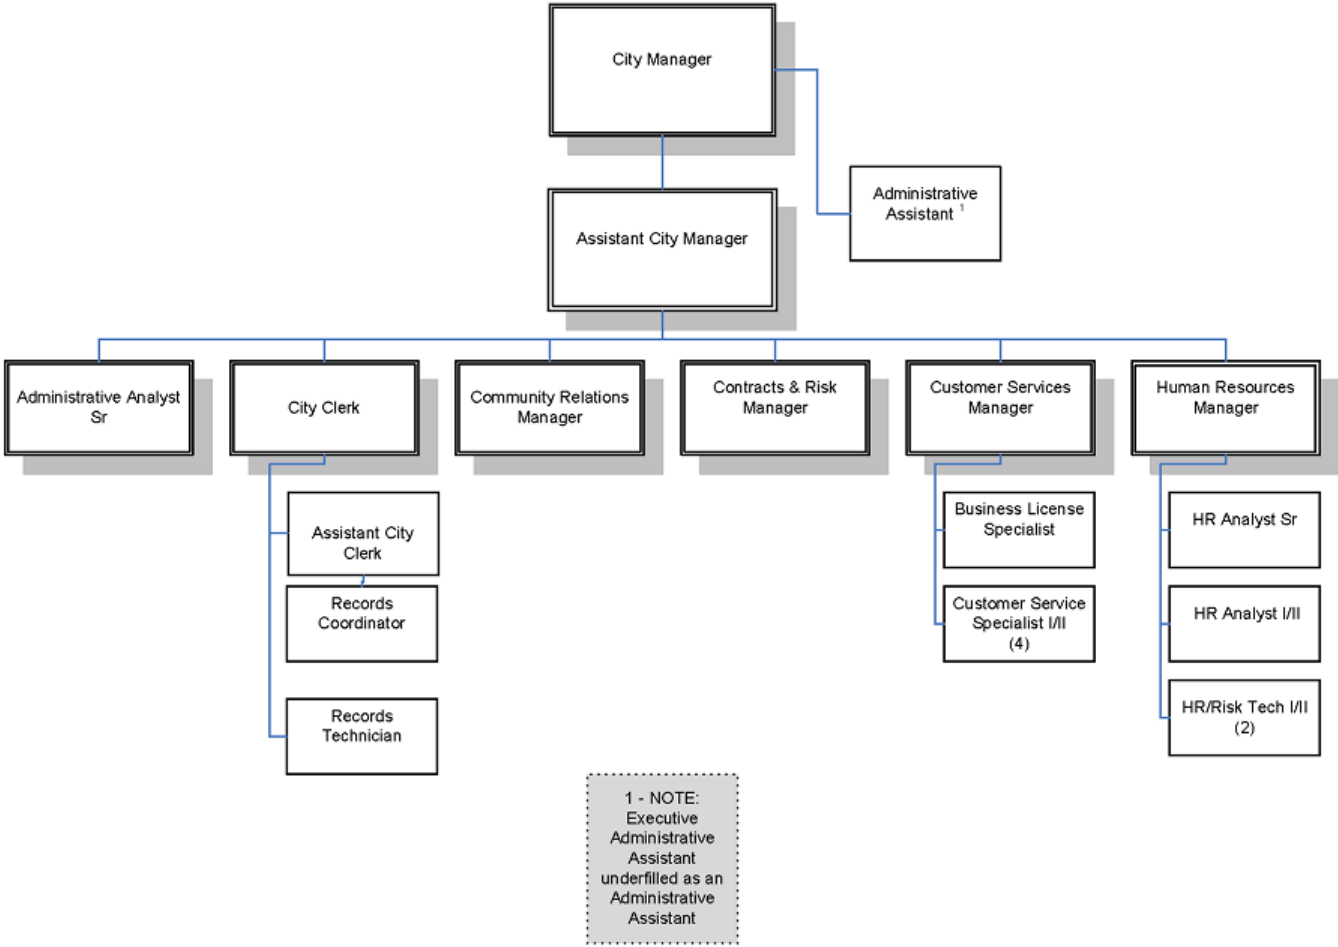 City Manager
Administrative
Assistant 1
Assistant City Manager
Administrative Analyst
Sr
City Clerk
Community Relations
Manager
Contracts & Risk
Manager
Customer Services
Manager
Human Resources
Manager
Assistant City
Clerk
Records
Coordinator
Records
Technician
Business License
Specialist
Customer Service
Specialist I/II
(4)
HR Analyst Sr
HR Analyst I/II
HR/Risk Tech I/II
(2)
1 - NOTE:
Executive
Administrative
Assistant
underfilled as an
Administrative
Assistant